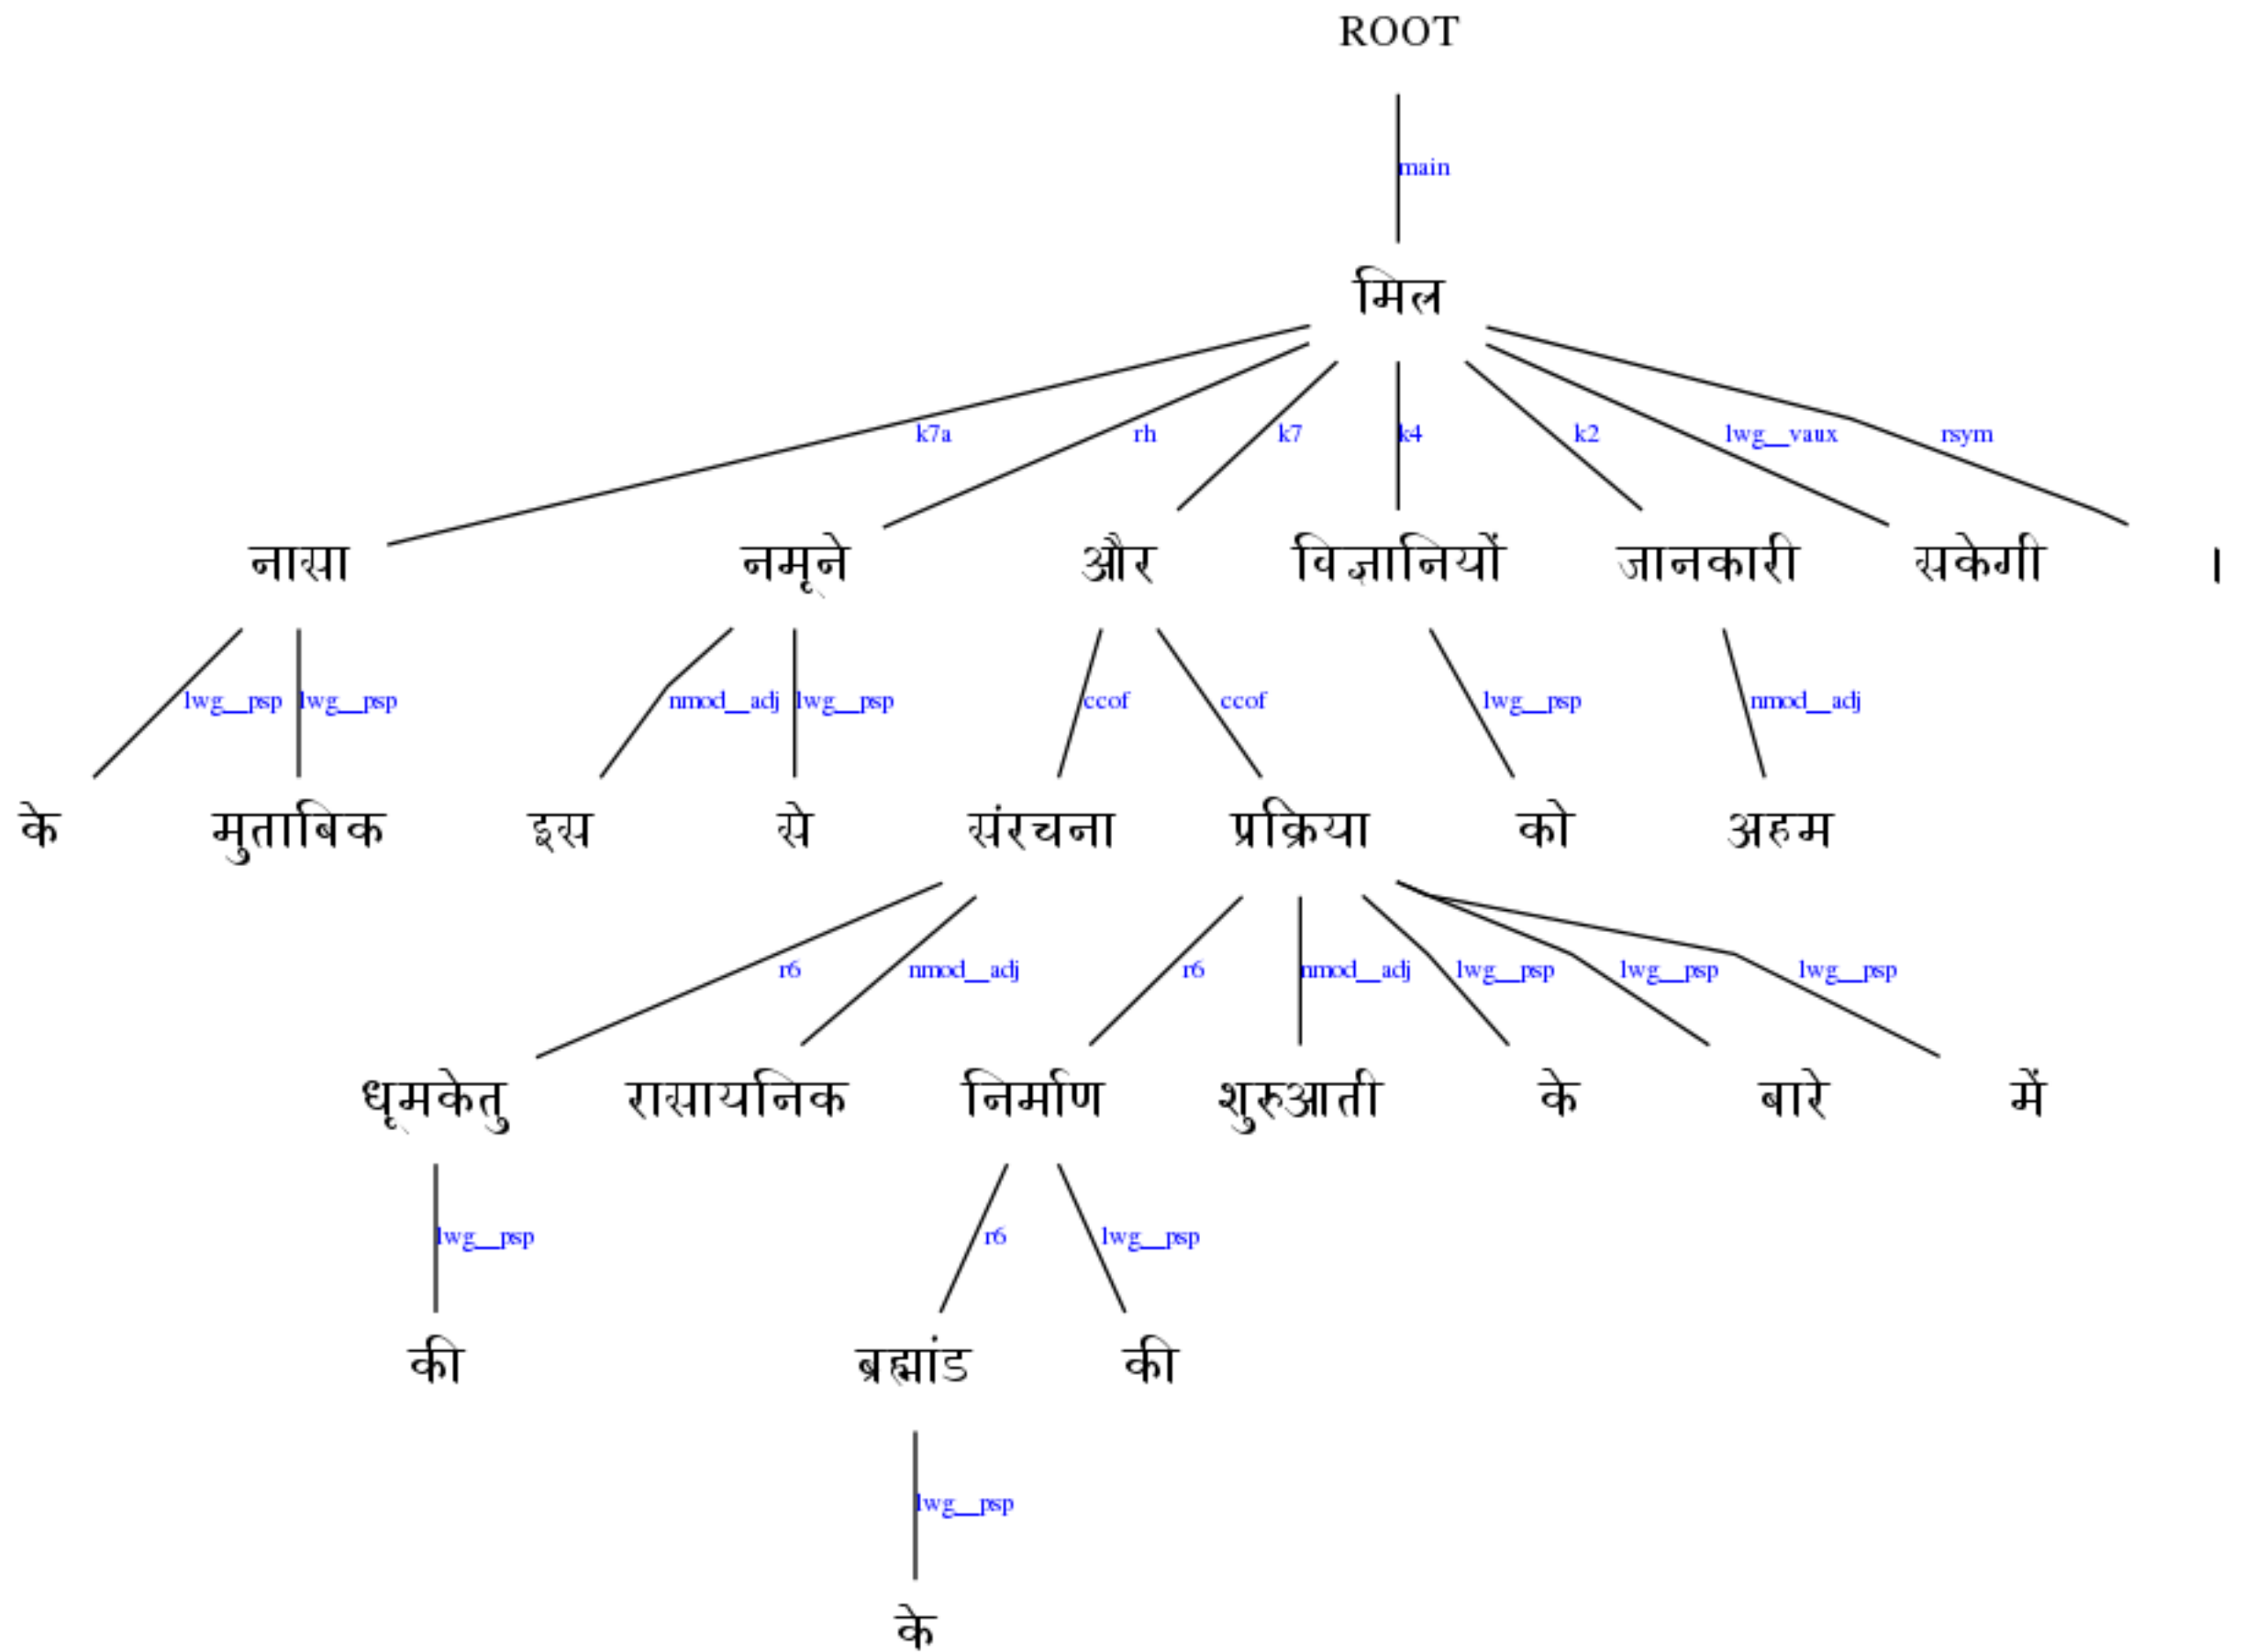 ROOT
main
मिल
k7a rh k7 k4 k2 lwg__vaux rsym
नासा नमूने और विज्ञानियों जानकारी सकेगी ।
lwg__psp lwg__psp nmod__adj lwg__psp ccof ccof lwg__psp nmod__adj
के मुताबिक इस से संरचना प्रक्रिया को अहम
r6 nmod__adj r6 nmod__adj lwg__psp lwg__psp lwg__psp
धूमकेतु रासायनिक निर्माण शुरुआती के बारे में
lwg__psp r6 lwg__psp
की ब्रह्मांड की
lwg__psp
के